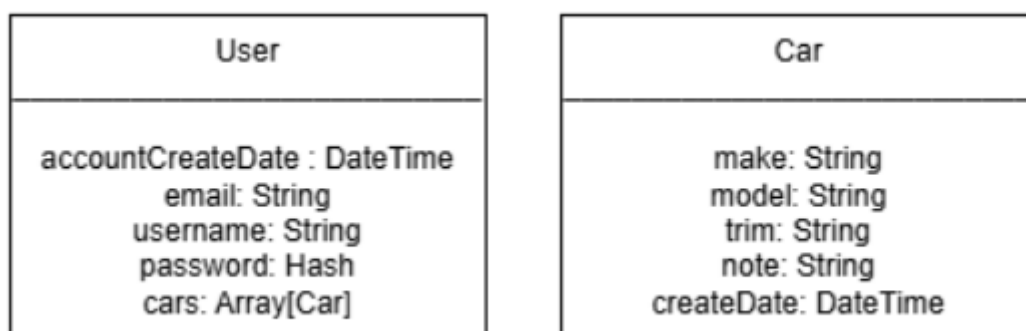 User
accountCreateDate : DateTime
email: String
username: String
password: Hash
cars: Array[Car]
Car
make: String
model: String
trim: String
note: String
createDate: DateTime